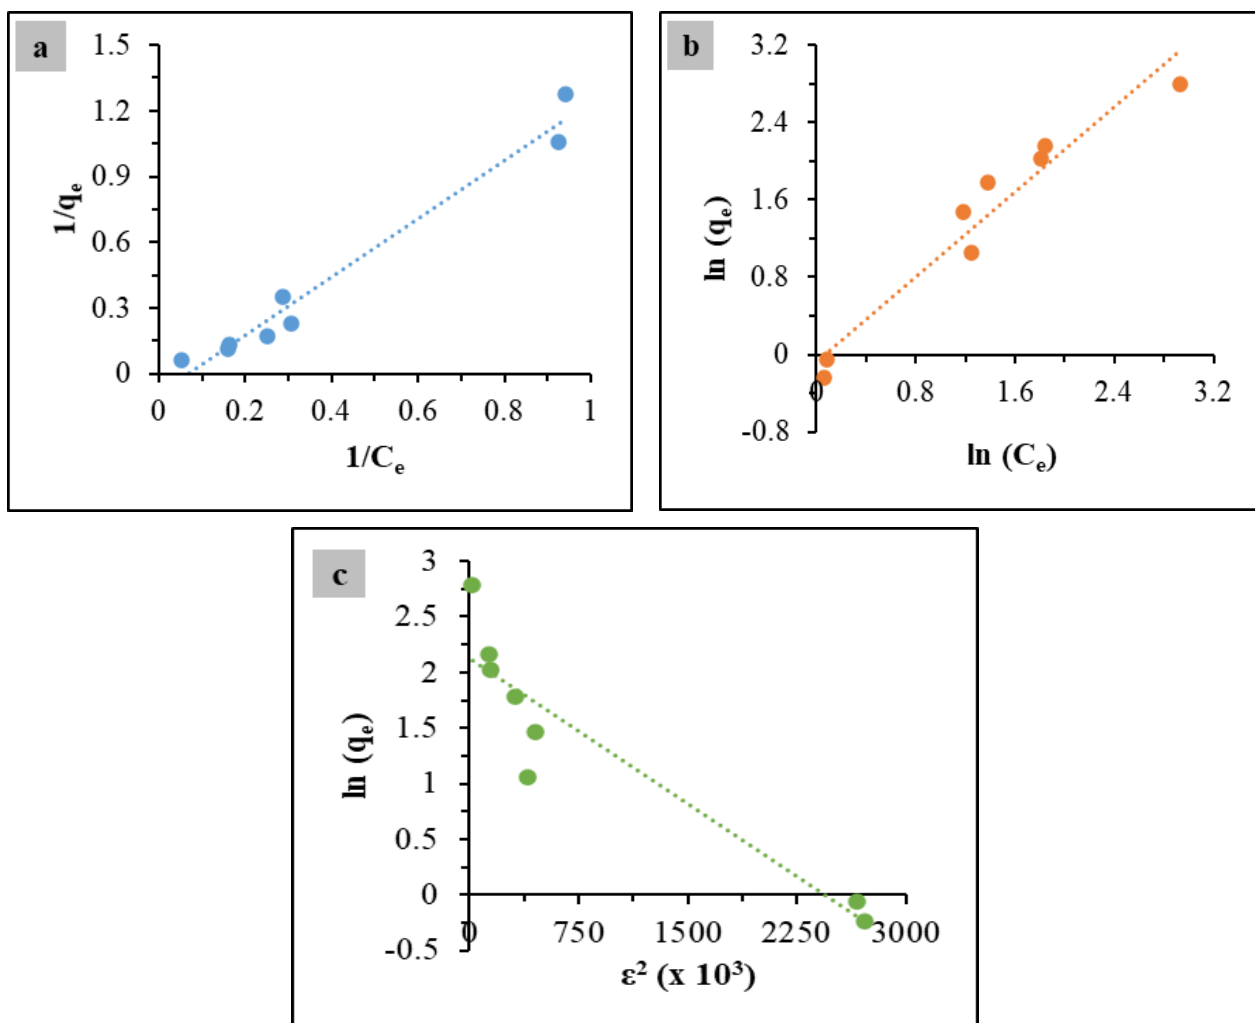 a
1.5
1.2
0.9
0.6
0.3
0
0 0.2 0.4 0.6 0.8 1
1/qₑ
1/Cₑ
b
3.2
2.4
1.6
0.8
0
-0.8
0 0.8 1.6 2.4 3.2
ln (qₑ)
ln (Cₑ)
c
3
2.5
2
1.5
1
0.5
0
-0.5
0 750 1500 2250 3000
ln (qₑ)
ε² (x 10³)